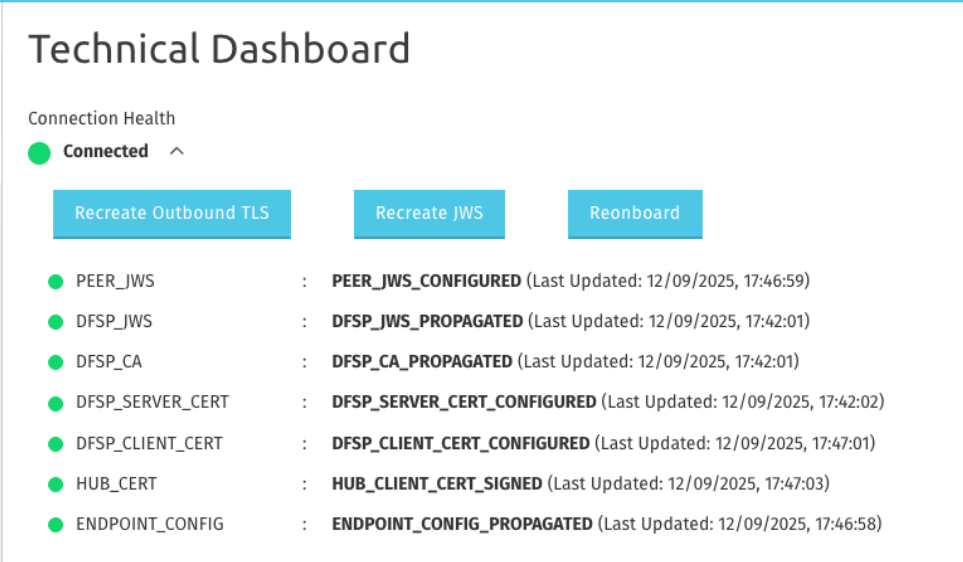 Technical Dashboard
Connection Health
Connected
Recreate Outbound TLS Recreate JWS Reonboard
PEER_JWS : PEER_JWS_CONFIGURED (Last Updated: 12/09/2025, 17:46:59)
DFSP_JWS : DFSP_JWS_PROPAGATED (Last Updated: 12/09/2025, 17:42:01)
DFSP_CA : DFSP_CA_PROPAGATED (Last Updated: 12/09/2025, 17:42:01)
DFSP_SERVER_CERT : DFSP_SERVER_CERT_CONFIGURED (Last Updated: 12/09/2025, 17:42:02)
DFSP_CLIENT_CERT : DFSP_CLIENT_CERT_CONFIGURED (Last Updated: 12/09/2025, 17:47:01)
HUB_CERT : HUB_CLIENT_CERT_SIGNED (Last Updated: 12/09/2025, 17:47:03)
ENDPOINT_CONFIG : ENDPOINT_CONFIG_PROPAGATED (Last Updated: 12/09/2025, 17:46:58)